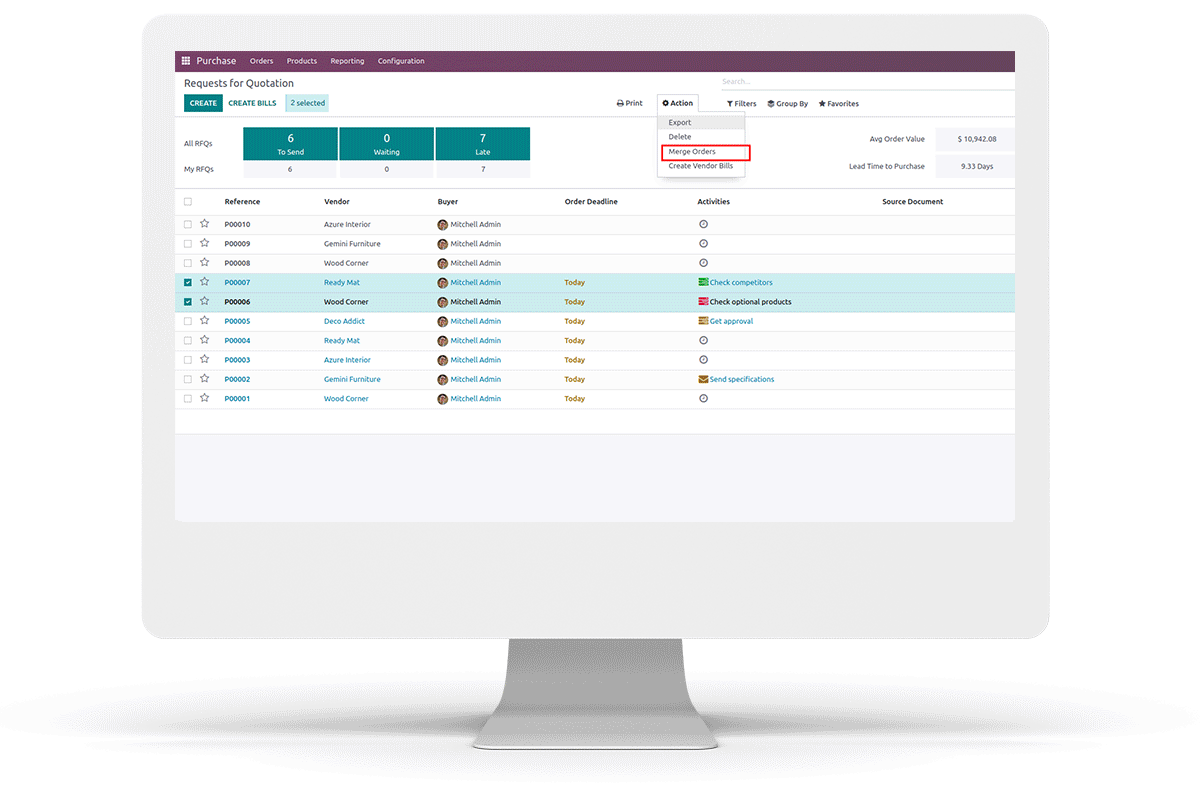 Purchase Orders Products Reporting Configuration
Requests for Quotation
Search...
CREATE CREATE BILLS 2 selected
Print Action Filters Group By Favorites
Export
Delete
Merge Orders
Create Vendor Bills
All RFQs 6 To Send 0 Waiting 7 Late
My RFQs 6 0 7
Avg Order Value $ 10,942.08
Lead Time to Purchase 9.33 Days
Reference Vendor Buyer Order Deadline Activities Source Document
P00010 Azure Interior Mitchell Admin
P00009 Gemini Furniture Mitchell Admin
P00008 Wood Corner Mitchell Admin
P00007 Ready Mat Mitchell Admin Today Check competitors
P00006 Wood Corner Mitchell Admin Today Check optional products
P00005 Deco Addict Mitchell Admin Today Get approval
P00004 Ready Mat Mitchell Admin Today
P00003 Azure Interior Mitchell Admin Today
P00002 Gemini Furniture Mitchell Admin Today Send specifications
P00001 Wood Corner Mitchell Admin Today